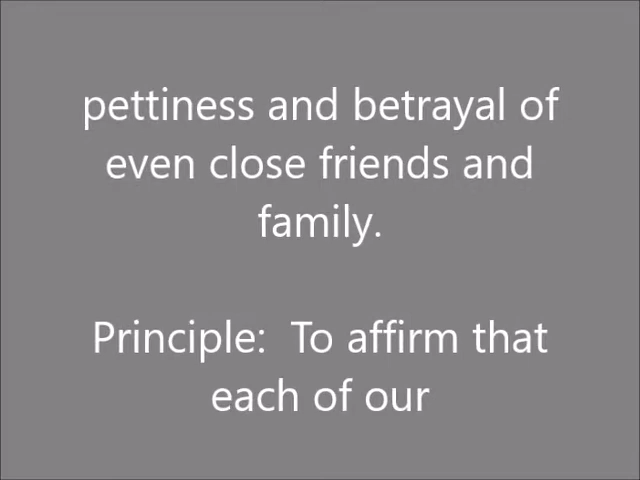 pettiness and betrayal of
even close friends and
family.
Principle:  To affirm that
each of our